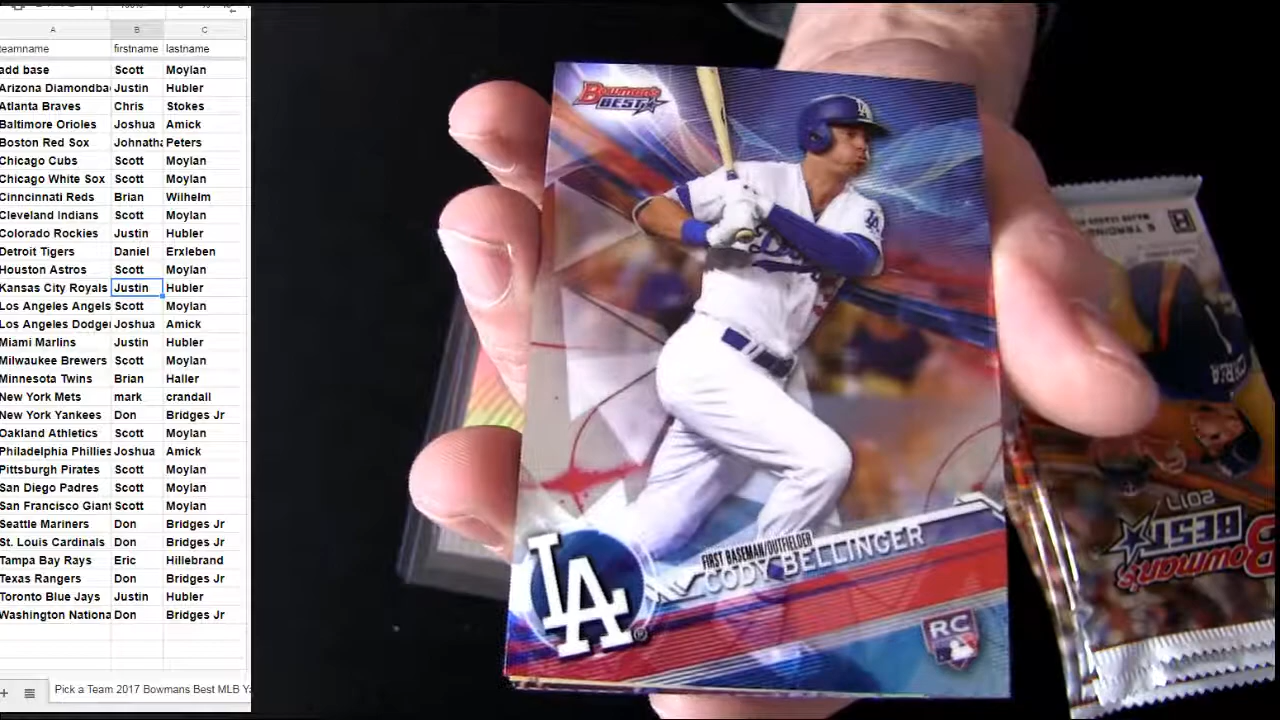 A B C
teamname firstname lastname
add base Scott Moylan
Arizona Diamondba Justin Hubler
Atlanta Braves Chris Stokes
Baltimore Orioles Joshua Amick
Boston Red Sox Johnatha Peters
Chicago Cubs Scott Moylan
Chicago White Sox Scott Moylan
Cinncinnati Reds Brian Wilhelm
Cleveland Indians Scott Moylan
Colorado Rockies Justin Hubler
Detroit Tigers Daniel Erxleben
Houston Astros Scott Moylan
Kansas City Royals Justin Hubler
Los Angeles Angels Scott Moylan
Los Angeles Dodger Joshua Amick
Miami Marlins Justin Hubler
Milwaukee Brewers Scott Moylan
Minnesota Twins Brian Haller
New York Mets mark crandall
New York Yankees Don Bridges Jr
Oakland Athletics Scott Moylan
Philadelphia Phillies Joshua Amick
Pittsburgh Pirates Scott Moylan
San Diego Padres Scott Moylan
San Francisco Giant Scott Moylan
Seattle Mariners Don Bridges Jr
St. Louis Cardinals Don Bridges Jr
Tampa Bay Rays Eric Hillebrand
Texas Rangers Don Bridges Jr
Toronto Blue Jays Justin Hubler
Washington Nationa Don Bridges Jr
Pick a Team 2017 Bowmans Best MLB
Bowman's
BEST
LA
LA
Dodgers
FIRST BASEMAN/OUTFIELDER
CODY BELLINGER
LA
RC
2017
Bowman's
BEST